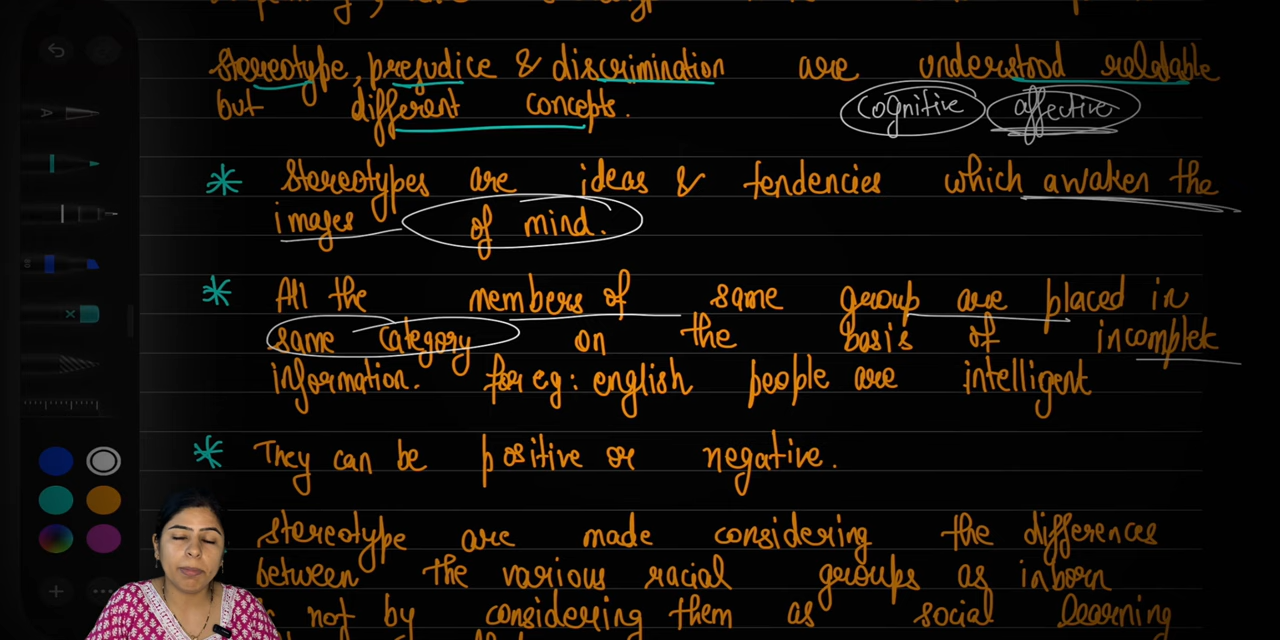 stereotype, prejudice & discrimination are understood relatable
but different concepts.
cognitive affective
* Stereotypes are ideas & tendencies which awaken the
images of mind.
* All the members of same group are placed in
same category on the basis of incomplete
information. for eg: english people are intelligent
* They can be positive or negative.
stereotype are made considering the differences
between the various racial groups as inborn
not by considering them as social learning